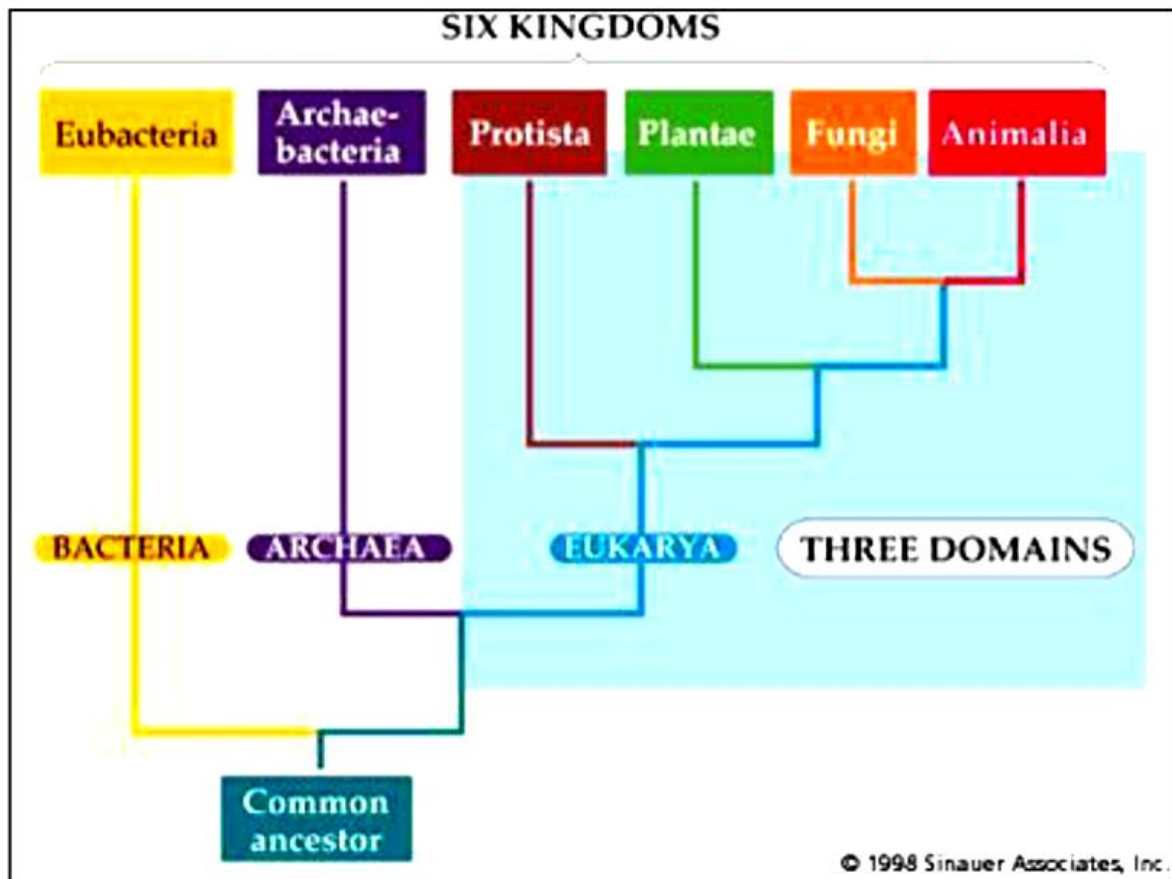 SIX KINGDOMS
Eubacteria
Archae-
bacteria
Protista
Plantae
Fungi
Animalia
BACTERIA
ARCHAEA
EUKARYA
THREE DOMAINS
Common
ancestor
© 1998 Sinauer Associates, Inc.